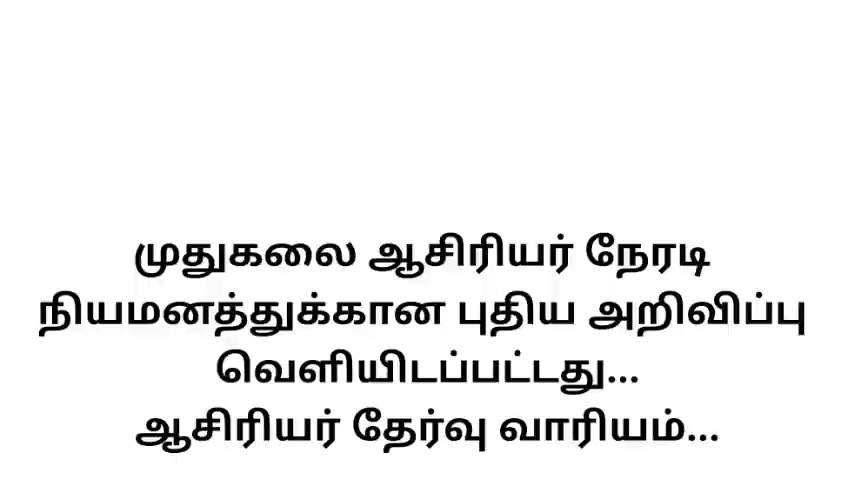 முதுகலை ஆசிரியர் நேரடி
நியமனத்துக்கான புதிய அறிவிப்பு
வெளியிடப்பட்டது...
ஆசிரியர் தேர்வு வாரியம்...